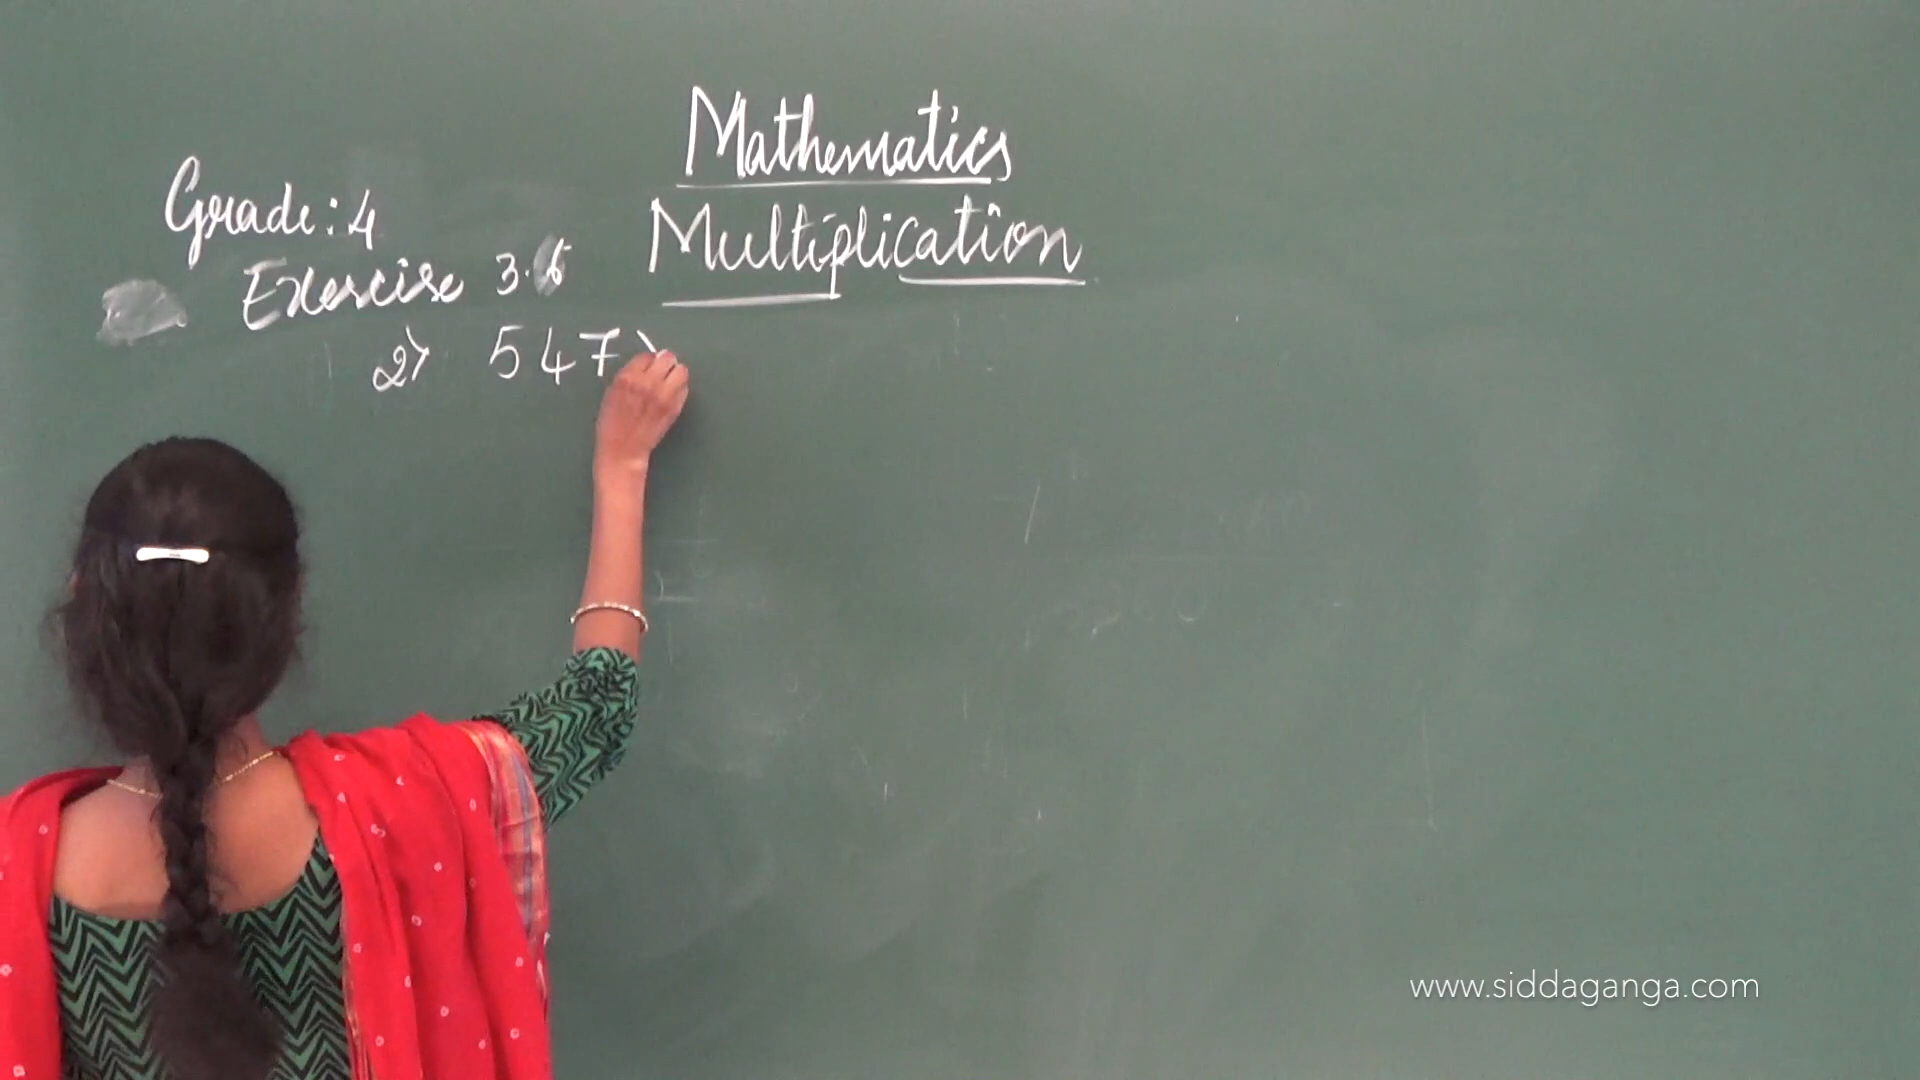 Mathematics
Grade: 4
Multiplication
Exercise 3.6
2) 547
www.siddaganga.com